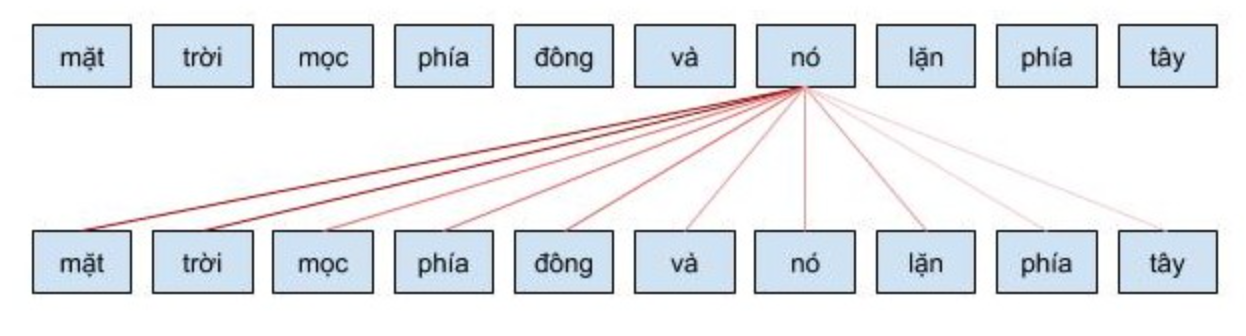 mặt trời mọc phía đông và nó lặn phía tây
mặt trời mọc phía đông và nó lặn phía tây